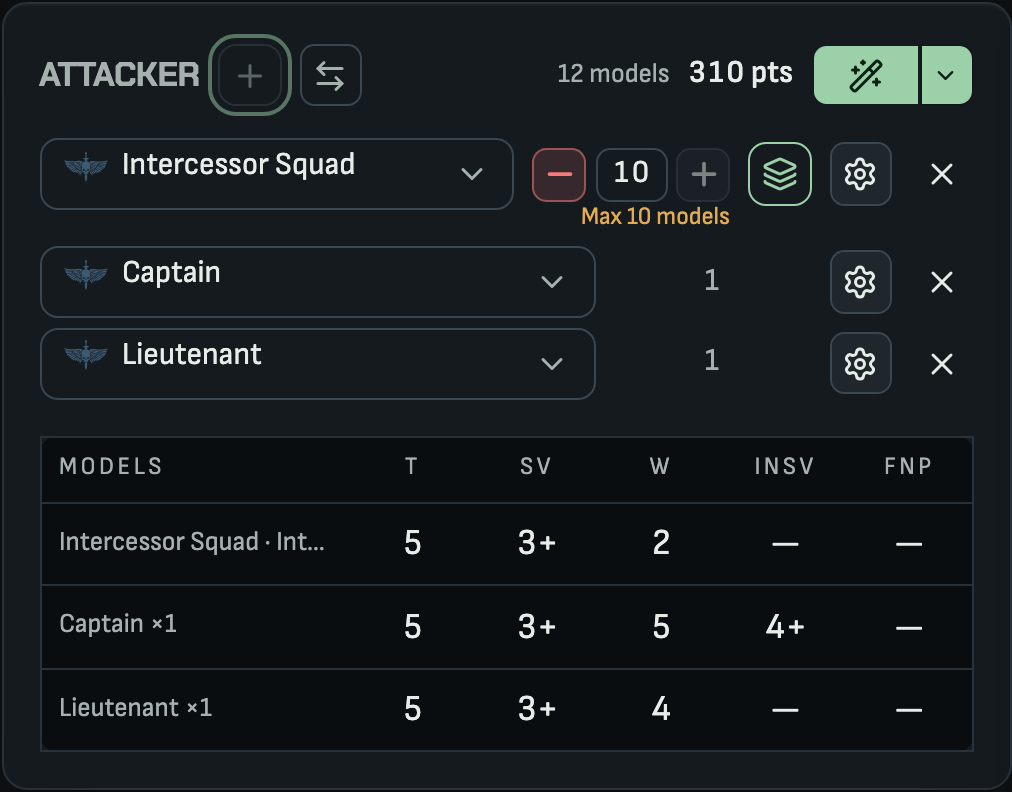 ATTACKER 12 models 310 pts
Intercessor Squad 10
Max 10 models
Captain 1
Lieutenant 1
MODELS T SV W INSV FNP
Intercessor Squad · Int... 5 3+ 2 — —
Captain ×1 5 3+ 5 4+ —
Lieutenant ×1 5 3+ 4 — —